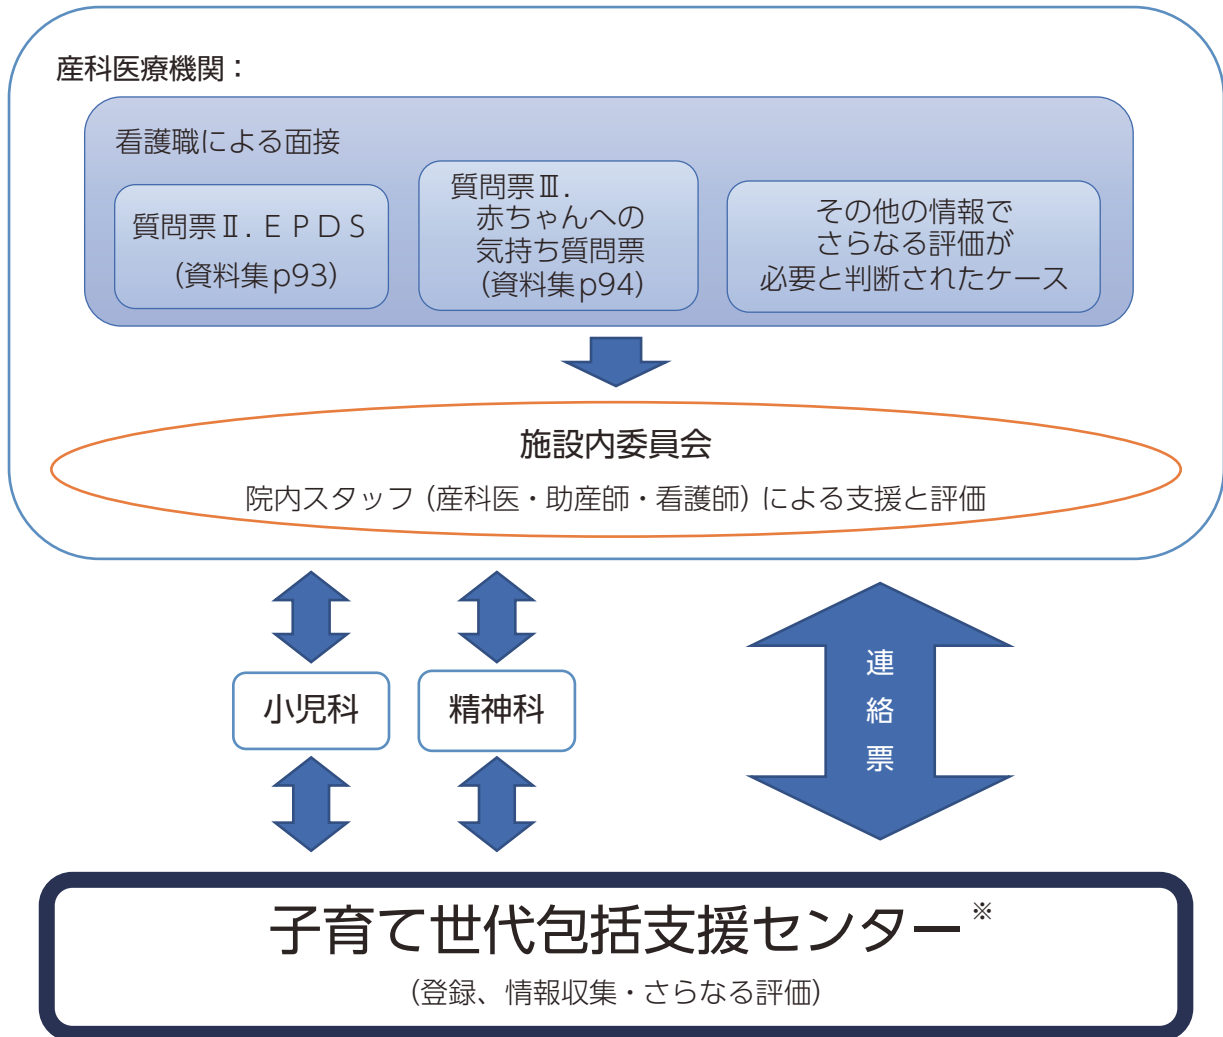 産科医療機関：
看護職による面接
質問票Ⅱ．ＥＰＤＳ
（資料集p93）
質問票Ⅲ．
赤ちゃんへの
気持ち質問票
（資料集p94）
その他の情報で
さらなる評価が
必要と判断されたケース
施設内委員会
院内スタッフ（産科医・助産師・看護師）による支援と評価
小児科
精神科
連絡票
子育て世代包括支援センター※
（登録、情報収集・さらなる評価）